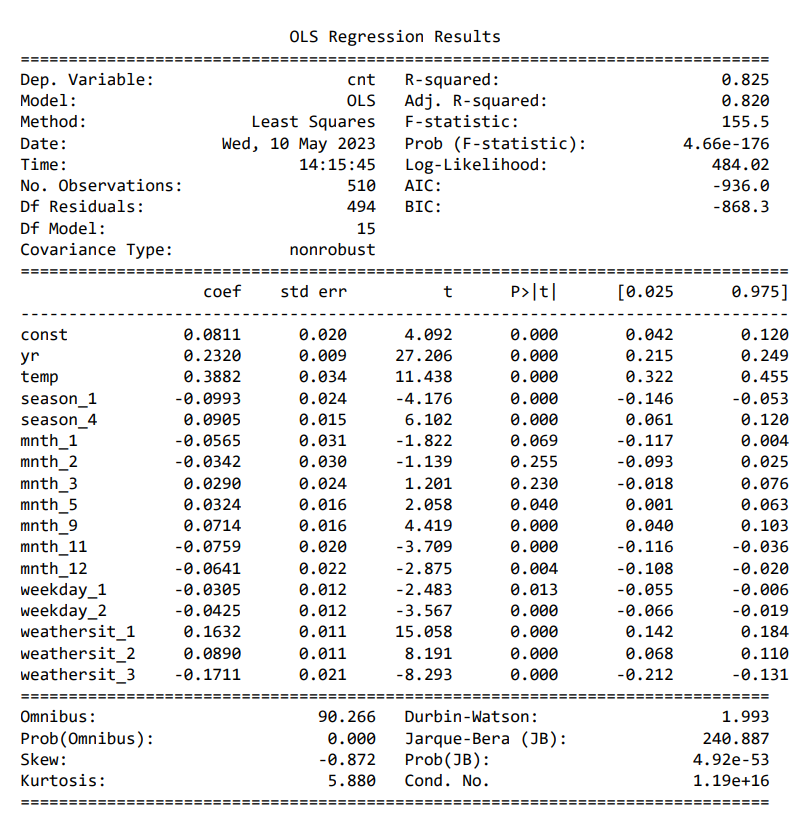 OLS Regression Results
==============================================================================
Dep. Variable:                    cnt   R-squared:                       0.825
Model:                            OLS   Adj. R-squared:                  0.820
Method:                 Least Squares   F-statistic:                     155.5
Date:                Wed, 10 May 2023   Prob (F-statistic):          4.66e-176
Time:                        14:15:45   Log-Likelihood:                 484.02
No. Observations:                 510   AIC:                            -936.0
Df Residuals:                     494   BIC:                            -868.3
Df Model:                          15
Covariance Type:            nonrobust
================================================================================
                   coef    std err          t      P>|t|      [0.025      0.975]
--------------------------------------------------------------------------------
const            0.0811      0.020      4.092      0.000       0.042       0.120
yr               0.2320      0.009     27.206      0.000       0.215       0.249
temp             0.3882      0.034     11.438      0.000       0.322       0.455
season_1        -0.0993      0.024     -4.176      0.000      -0.146      -0.053
season_4         0.0905      0.015      6.102      0.000       0.061       0.120
mnth_1          -0.0565      0.031     -1.822      0.069      -0.117       0.004
mnth_2          -0.0342      0.030     -1.139      0.255      -0.093       0.025
mnth_3           0.0290      0.024      1.201      0.230      -0.018       0.076
mnth_5           0.0324      0.016      2.058      0.040       0.001       0.063
mnth_9           0.0714      0.016      4.419      0.000       0.040       0.103
mnth_11         -0.0759      0.020     -3.709      0.000      -0.116      -0.036
mnth_12         -0.0641      0.022     -2.875      0.004      -0.108      -0.020
weekday_1       -0.0305      0.012     -2.483      0.013      -0.055      -0.006
weekday_2       -0.0425      0.012     -3.567      0.000      -0.066      -0.019
weathersit_1     0.1632      0.011     15.058      0.000       0.142       0.184
weathersit_2     0.0890      0.011      8.191      0.000       0.068       0.110
weathersit_3    -0.1711      0.021     -8.293      0.000      -0.212      -0.131
==============================================================================
Omnibus:                       90.266   Durbin-Watson:                   1.993
Prob(Omnibus):                  0.000   Jarque-Bera (JB):              240.887
Skew:                          -0.872   Prob(JB):                     4.92e-53
Kurtosis:                       5.880   Cond. No.                     1.19e+16
==============================================================================